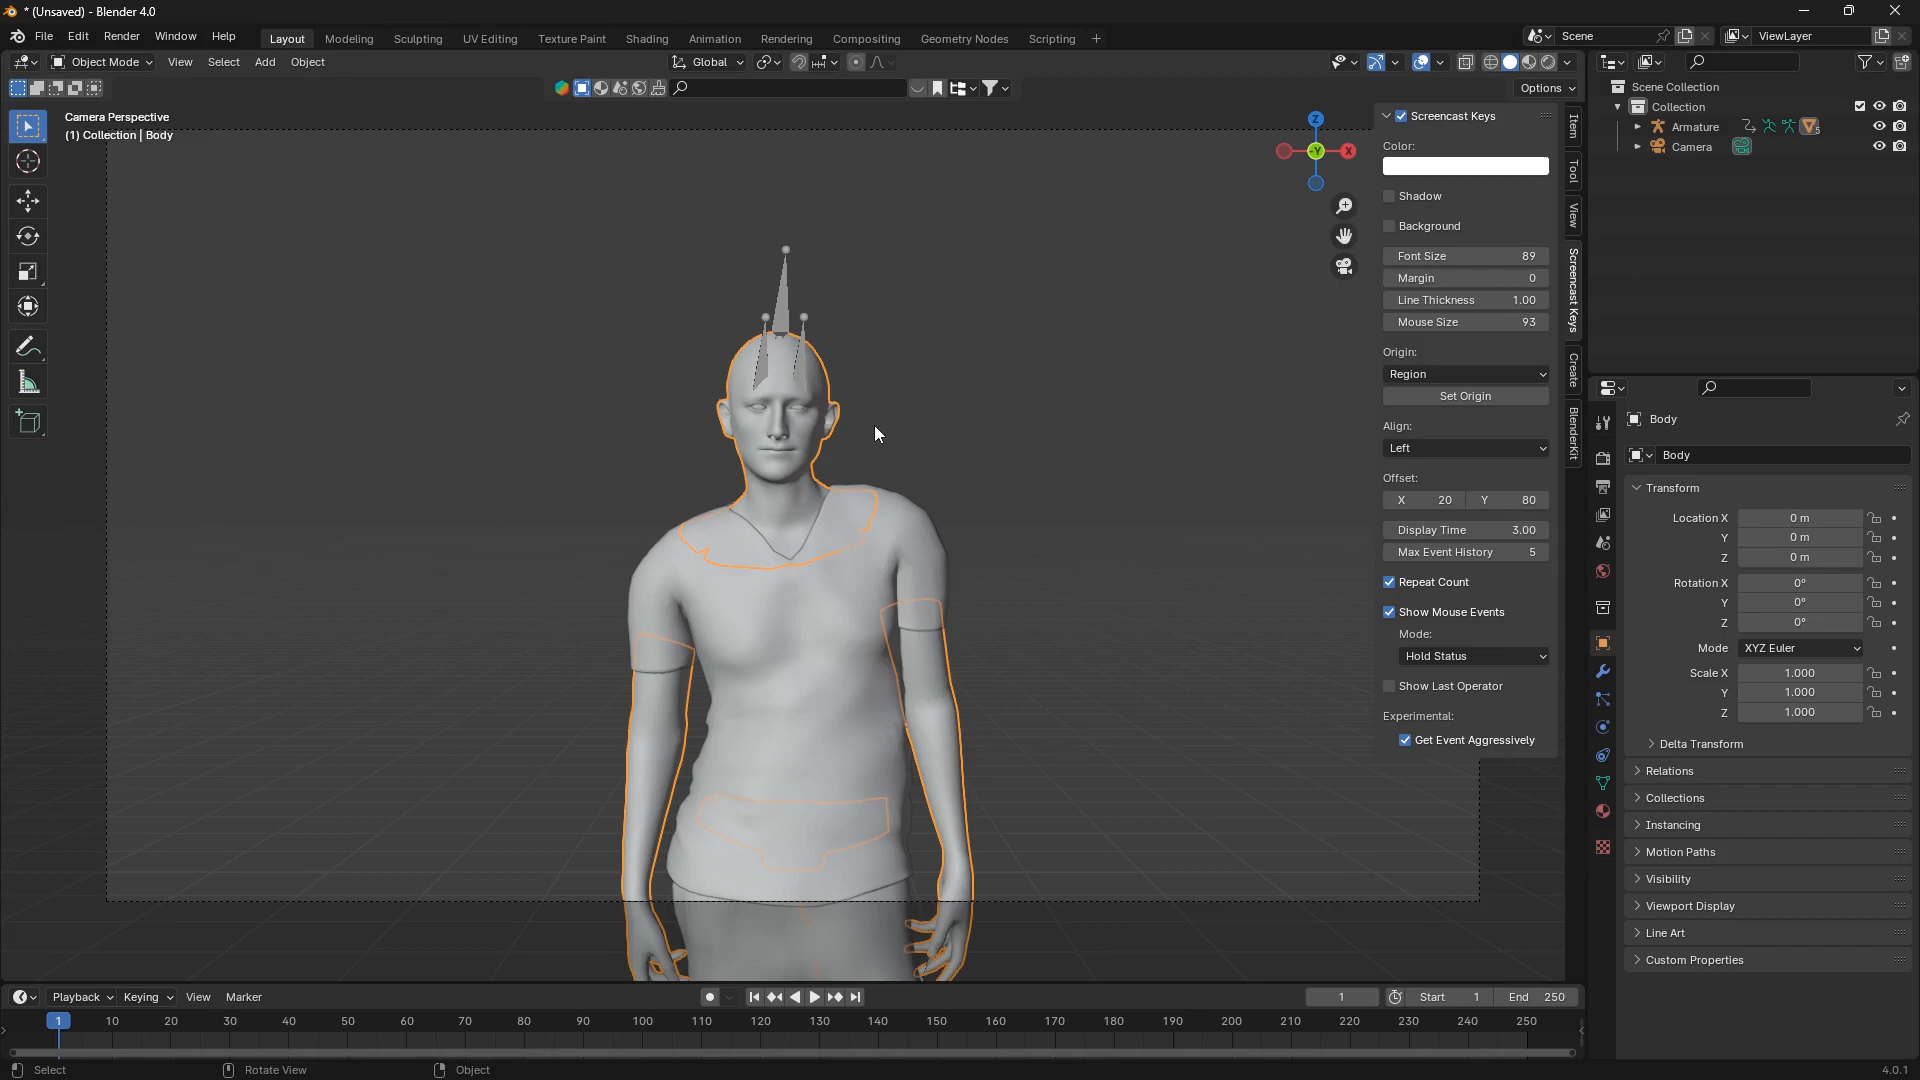 * (Unsaved) - Blender 4.0
File Edit Render Window Help
Layout Modeling Sculpting UV Editing Texture Paint Shading Animation Rendering Compositing Geometry Nodes Scripting +
Scene
ViewLayer
Object Mode View Select Add Object
Global
Options
Camera Perspective
(1) Collection | Body
Z
-Y
X
Screencast Keys
Color:
Shadow
Background
Font Size 89
Margin 0
Line Thickness 1.00
Mouse Size 93
Origin:
Region
Set Origin
Align:
Left
Offset:
X 20 Y 80
Display Time 3.00
Max Event History 5
Repeat Count
Show Mouse Events
Mode:
Hold Status
Show Last Operator
Experimental:
Get Event Aggressively
Item
Tool
View
Screencast Keys
Create
BlenderKit
Scene Collection
Collection
Armature 5
Camera
Body
Body
Transform
Location X 0 m
Y 0 m
Z 0 m
Rotation X 0°
Y 0°
Z 0°
Mode XYZ Euler
Scale X 1.000
Y 1.000
Z 1.000
Delta Transform
Relations
Collections
Instancing
Motion Paths
Visibility
Viewport Display
Line Art
Custom Properties
Playback Keying View Marker
1 Start 1 End 250
1 10 20 30 40 50 60 70 80 90 100 110 120 130 140 150 160 170 180 190 200 210 220 230 240 250
Select Rotate View Object 4.0.1